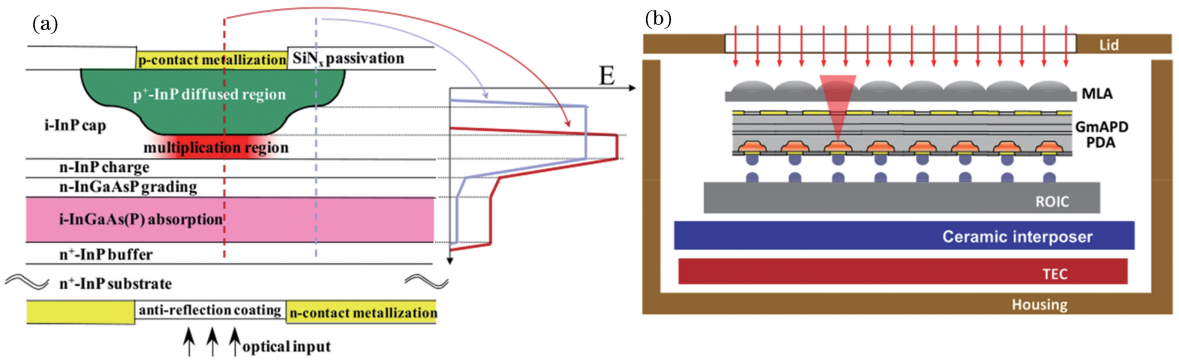 (a)
p-contact metallization
SiNx passivation
p+-InP diffused region
E
i-InP cap
multiplication region
n-InP charge
n-InGaAsP grading
i-InGaAs(P) absorption
n+-InP buffer
n+-InP substrate
anti-reflection coating
n-contact metallization
optical input
(b)
Lid
MLA
GmAPD
PDA
ROIC
Ceramic interposer
TEC
Housing